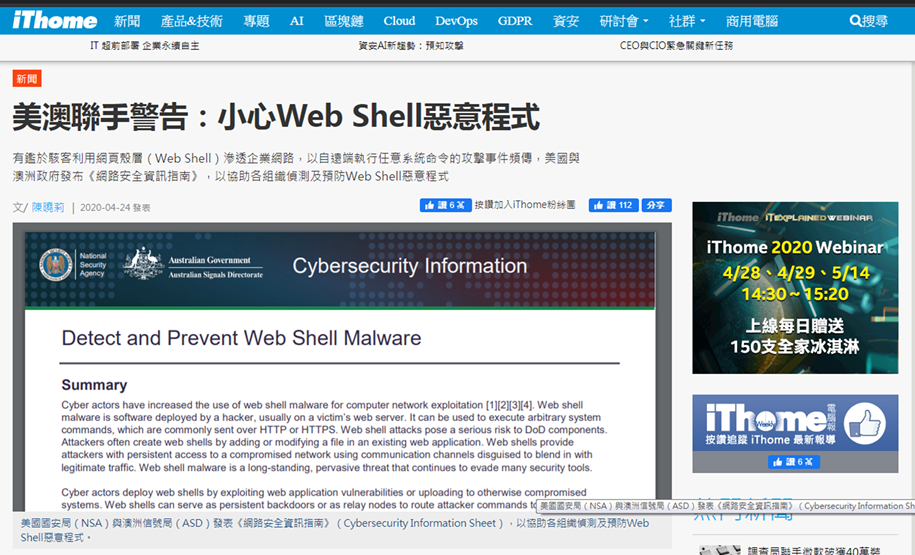 iThome 新聞 產品&技術 專題 AI 區塊鏈 Cloud DevOps GDPR 資安 研討會 社群 商用電腦 搜尋
IT 超前部署 企業永續自主 資安AI新趨勢：預知攻擊 CEO與CIO緊急關鍵新任務
新聞
美澳聯手警告：小心Web Shell惡意程式
有鑑於駭客利用網頁殼層（Web Shell）滲透企業網路，以自遠端執行任意系統命令的攻擊事件頻傳，美國與
澳洲政府發布《網路安全資訊指南》，以協助各組織偵測及預防Web Shell惡意程式
文/ 陳曉莉 | 2020-04-24 發表
讚 6 萬 按讚加入iThome粉絲團 讚 112 分享
National
Security
Agency
Australian Government
Australian Signals Directorate
Cybersecurity Information
Detect and Prevent Web Shell Malware
Summary
Cyber actors have increased the use of web shell malware for computer network exploitation [1][2][3][4]. Web shell
malware is software deployed by a hacker, usually on a victim's web server. It can be used to execute arbitrary system
commands, which are commonly sent over HTTP or HTTPS. Web shell attacks pose a serious risk to DoD components.
Attackers often create web shells by adding or modifying a file in an existing web application. Web shells provide
attackers with persistent access to a compromised network using communication channels disguised to blend in with
legitimate traffic. Web shell malware is a long-standing, pervasive threat that continues to evade many security tools.
Cyber actors deploy web shells by exploiting web application vulnerabilities or uploading to otherwise compromised
systems. Web shells can serve as persistent backdoors or as relay nodes to route attacker commands to
美國國安局（NSA）與澳洲信號局（ASD）發表《網路安全資訊指南》（Cybersecurity Information Sheet），以協助各組織偵測及預防Web
Shell惡意程式。
iThome ITEXPLAINED WEBINAR
iThome 2020 Webinar
4/28、4/29、5/14
14:30～15:20
上線每日贈送
150支全家冰淇淋
iThome Weekly 電腦報
按讚追蹤 iThome 最新報導
讚 6 萬
美國國安局（NSA）與澳洲信號局（ASD）發表《網路安全資訊指南》（Cybersecurity Information Sh
熱門新聞
調查局聯手微軟破獲40萬裝